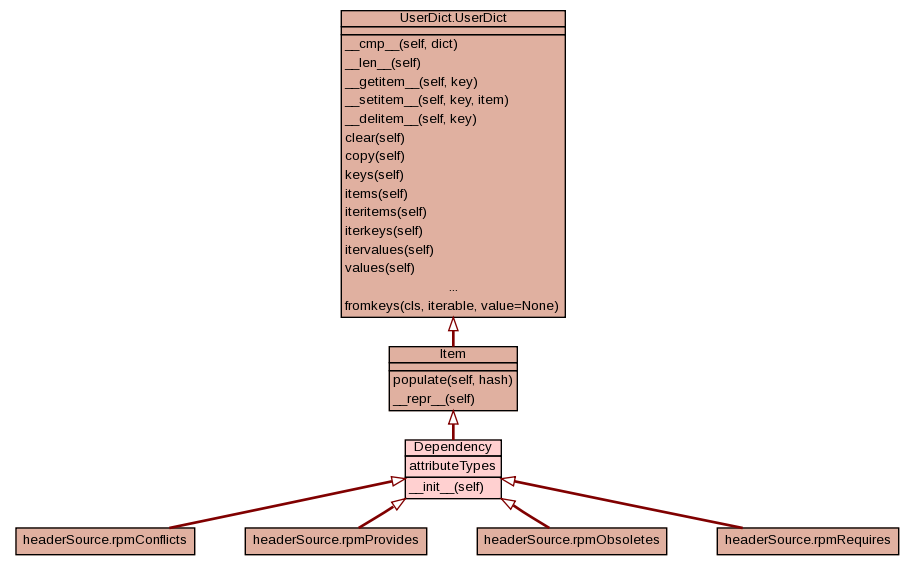 UserDict.UserDict
__cmp__(self, dict)
__len__(self)
__getitem__(self, key)
__setitem__(self, key, item)
__delitem__(self, key)
clear(self)
copy(self)
keys(self)
items(self)
iteritems(self)
iterkeys(self)
itervalues(self)
values(self)
...
fromkeys(cls, iterable, value=None)
Item
populate(self, hash)
__repr__(self)
Dependency
attributeTypes
__init__(self)
headerSource.rpmConflicts
headerSource.rpmProvides
headerSource.rpmObsoletes
headerSource.rpmRequires